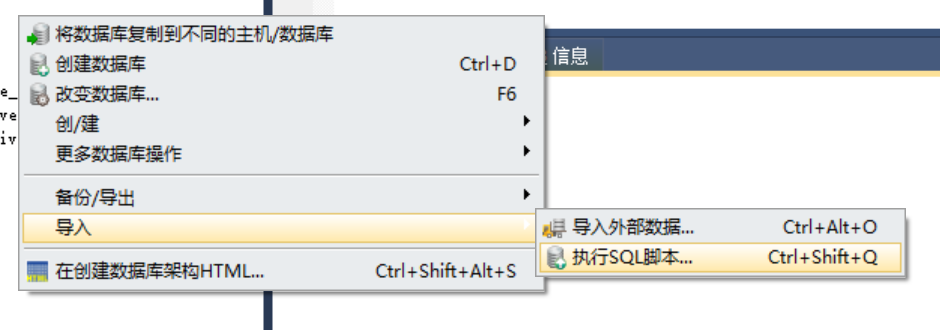 将数据库复制到不同的主机/数据库
创建数据库 Ctrl+D
信息
改变数据库... F6
e_
创/建
ve
更多数据库操作
iv
备份/导出
导入
导入外部数据... Ctrl+Alt+O
执行SQL脚本... Ctrl+Shift+Q
在创建数据库架构HTML... Ctrl+Shift+Alt+S